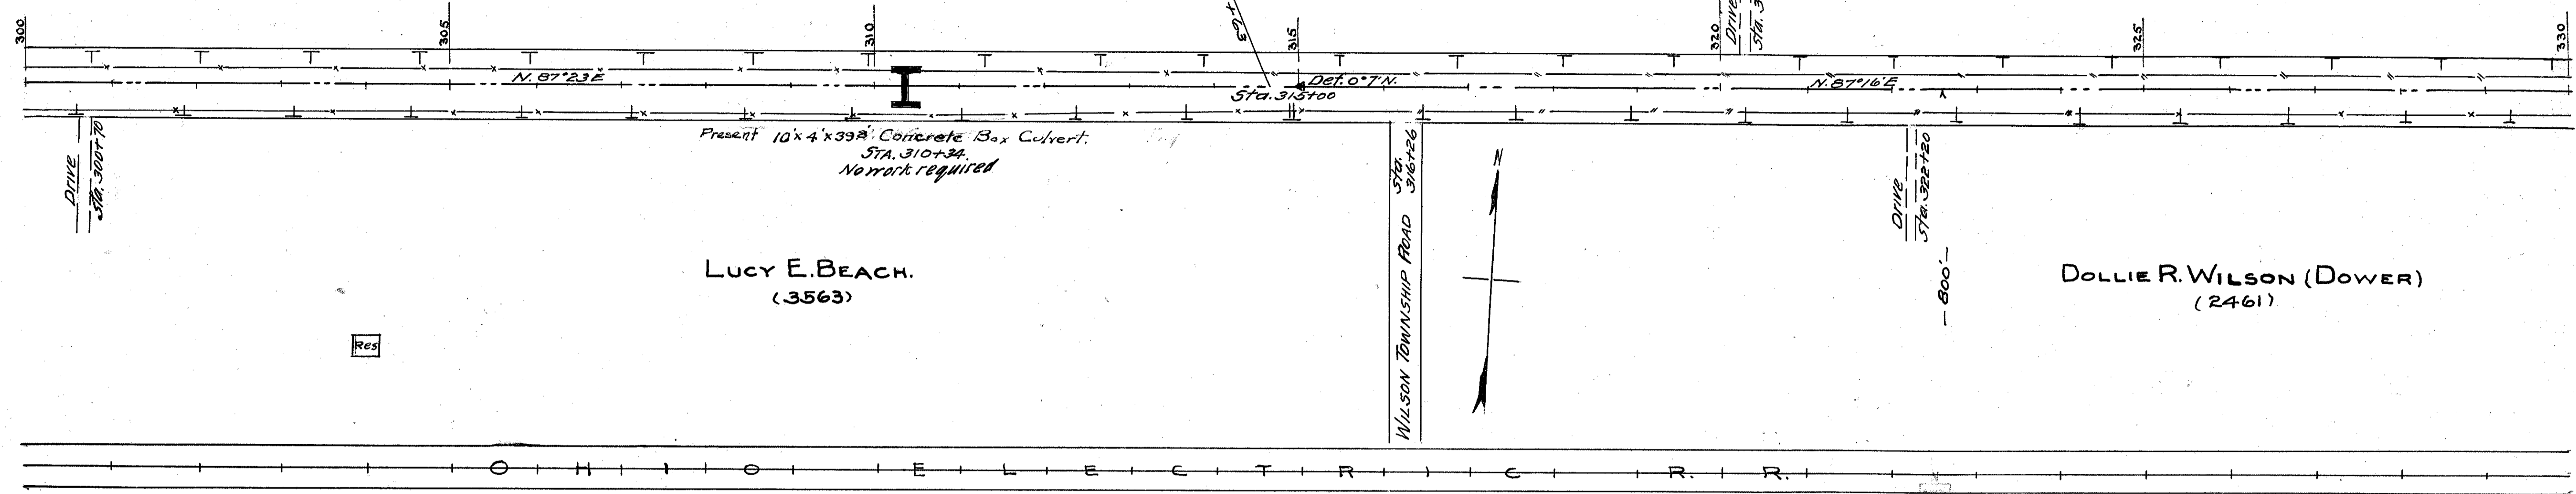 300
305
310
315
320
325
330
Drive
N. 87°23'E
Def. 0°7'N.
Sta. 315+00
N. 87°16'E
Present 10'x4'x39.8' Concrete Box Culvert.
STA. 310+34.
No work required
Drive
Sta. 300+70
Sta. 316+26
WILSON TOWNSHIP ROAD
N
Drive
Sta. 322+20
-800'-
LUCY E. BEACH.
(3563)
DOLLIE R. WILSON (DOWER)
(2461)
Res
OHIO ELECTRIC R. R.